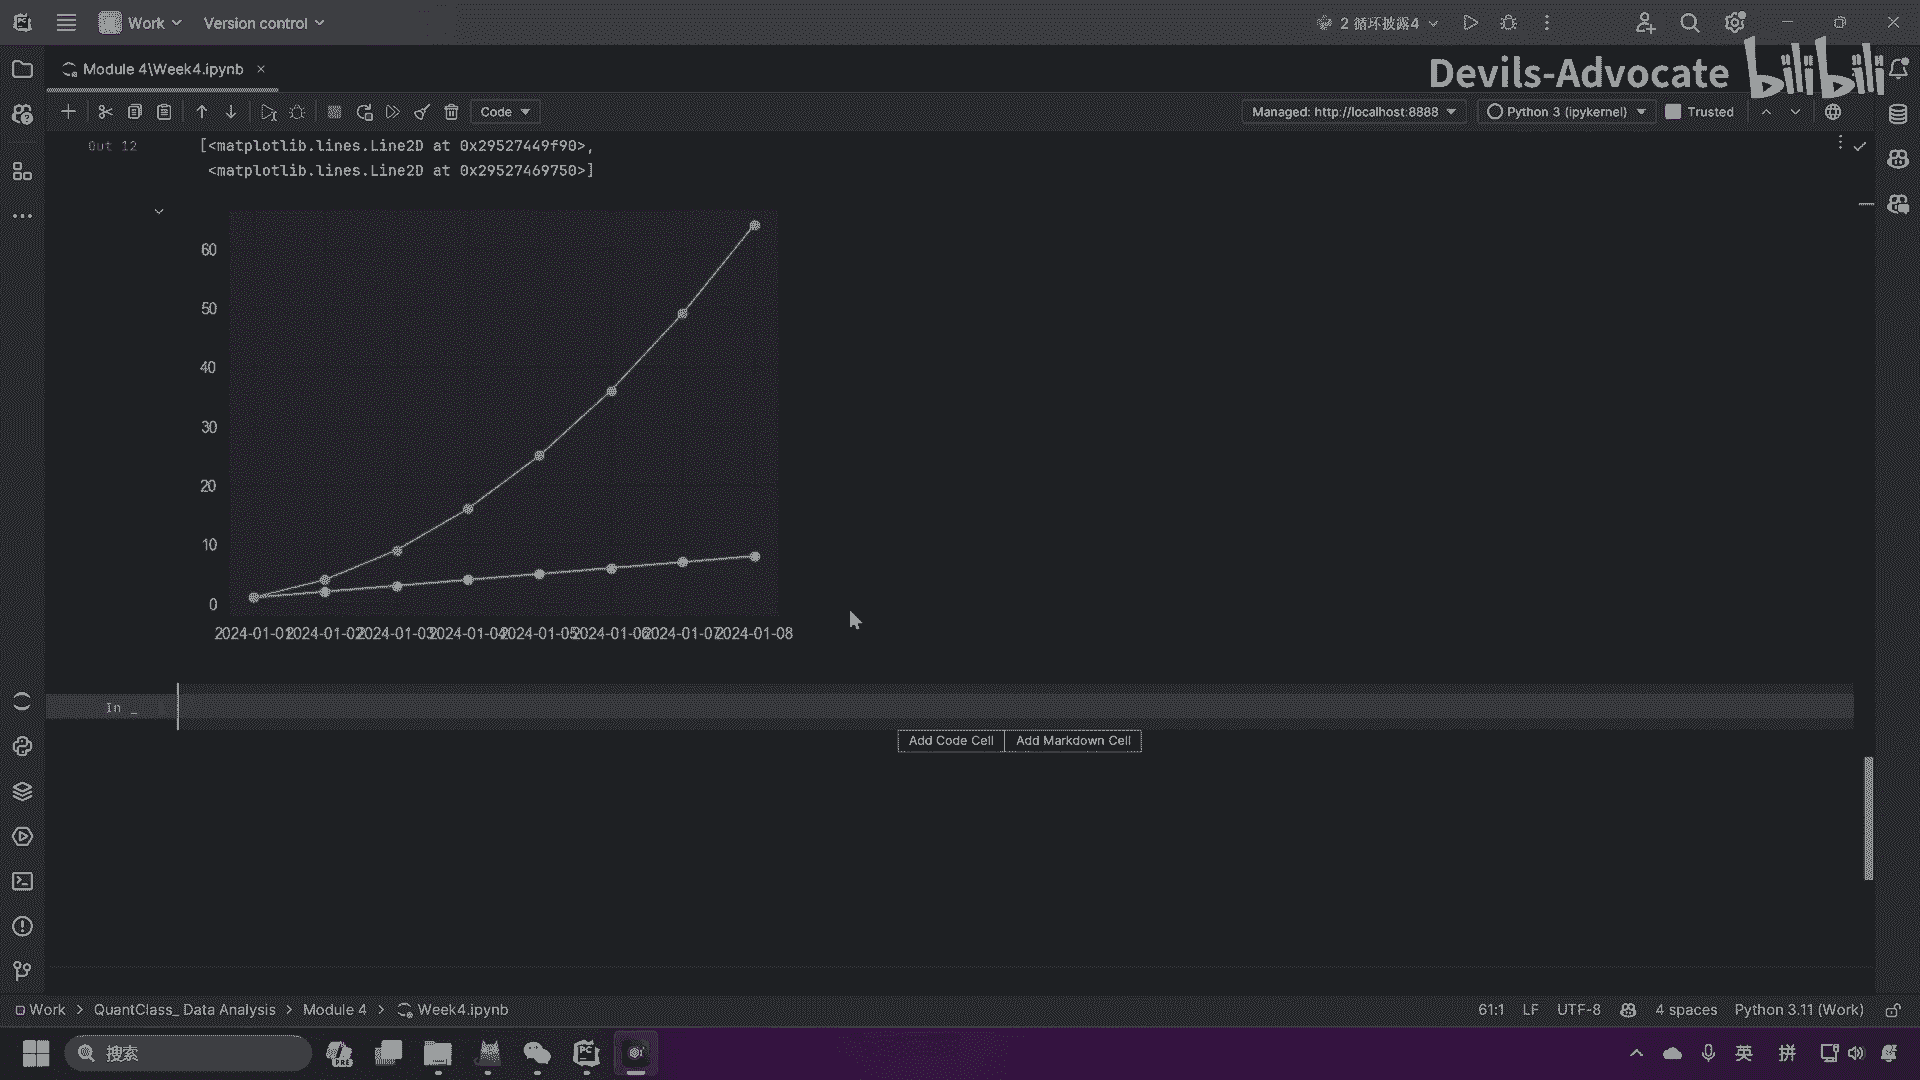 Work
Version control
2 循环披露4
Module 4\Week4.ipynb
Devils-Advocate
bilibili
Code
Managed: http://localhost:8888
Python 3 (ipykernel)
Trusted
Out 12
[<matplotlib.lines.Line2D at 0x29527449f90>,
<matplotlib.lines.Line2D at 0x29527469750>]
60
50
40
30
20
10
0
2024-01-01 2024-01-02 2024-01-03 2024-01-04 2024-01-05 2024-01-06 2024-01-07 2024-01-08
In _ 1
Add Code Cell
Add Markdown Cell
Work > QuantClass_ Data Analysis > Module 4 > Week4.ipynb
61:1 LF UTF-8 4 spaces Python 3.11 (Work)
搜索
PRE
PC
英
拼